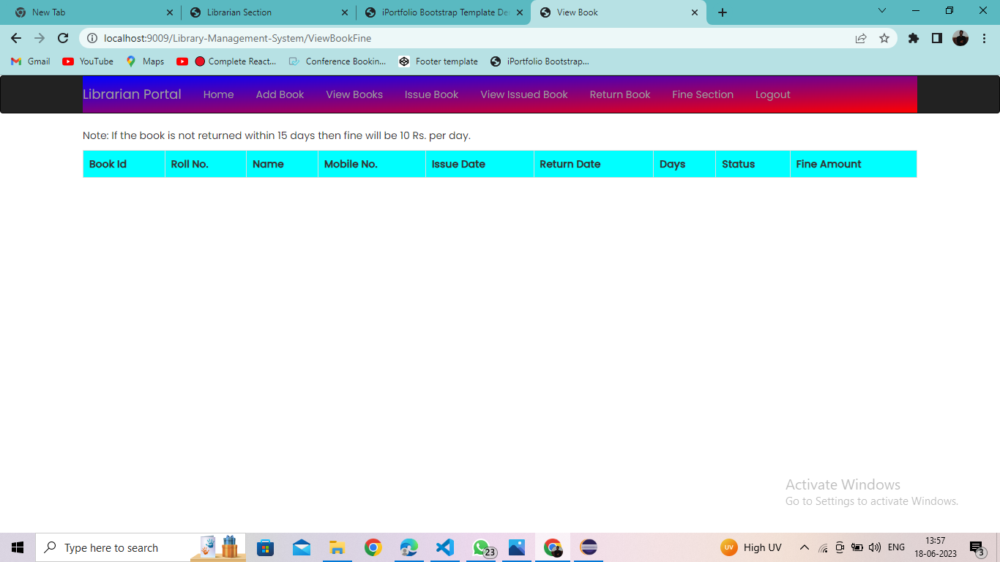 New Tab
Librarian Section
iPortfolio Bootstrap Template De
View Book
localhost:9009/Library-Management-System/ViewBookFine
Gmail
YouTube
Maps
Complete React...
Conference Bookin...
Footer template
iPortfolio Bootstrap...
Librarian Portal
Home
Add Book
View Books
Issue Book
View Issued Book
Return Book
Fine Section
Logout
Note: If the book is not returned within 15 days then fine will be 10 Rs. per day.
Book Id Roll No. Name Mobile No. Issue Date Return Date Days Status Fine Amount
Activate Windows
Go to Settings to activate Windows.
Type here to search
23
UV
High UV
ENG
13:57
18-06-2023
3